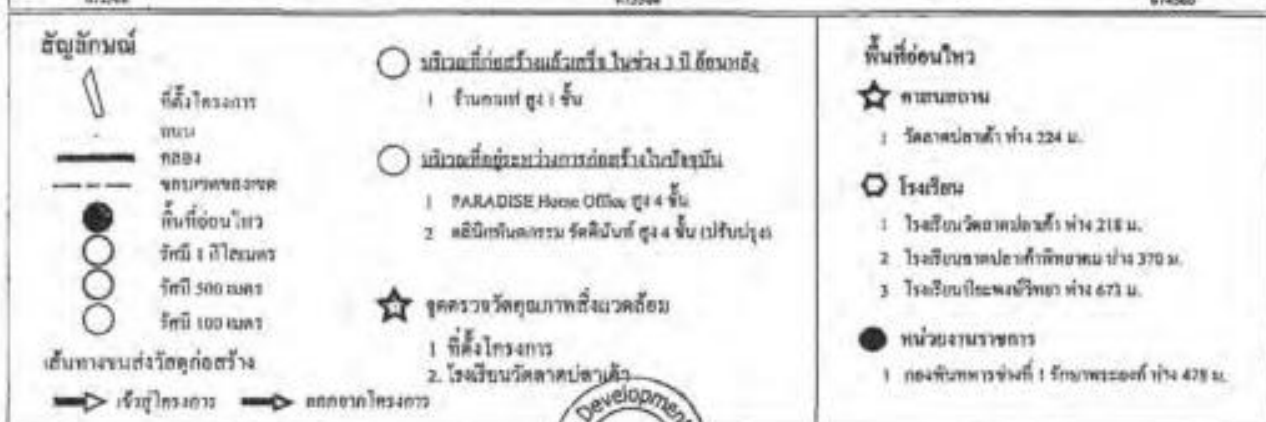 สัญลักษณ์
ที่ตั้งโครงการ
ถนน
คลอง
ขอบเขตของเขต
พื้นที่อ่อนไหว
รัศมี 1 กิโลเมตร
รัศมี 500 เมตร
รัศมี 100 เมตร
เส้นทางขนส่งวัสดุก่อสร้าง
เข้าสู่โครงการ ออกจากโครงการ
บริเวณที่ก่อสร้างแล้วเสร็จ ในช่วง 3 ปี ย้อนหลัง
1 ร้านกาแฟ สูง 1 ชั้น
บริเวณที่อยู่ระหว่างการก่อสร้างในปัจจุบัน
1 PARADISE Home Office สูง 4 ชั้น
2 คลินิกทันตกรรม รัตตินันท์ สูง 4 ชั้น (ปรับปรุง)
จุดตรวจวัดคุณภาพสิ่งแวดล้อม
1 ที่ตั้งโครงการ
2. โรงเรียนวัดลาดปลาเค้า
Development
พื้นที่อ่อนไหว
ศาสนสถาน
1 วัดลาดปลาเค้า ห่าง 224 ม.
โรงเรียน
1 โรงเรียนวัดลาดปลาเค้า ห่าง 218 ม.
2 โรงเรียนลาดปลาเค้าพิทยาคม ห่าง 370 ม.
3 โรงเรียนปิยะพงษ์วิทยา ห่าง 673 ม.
หน่วยงานราชการ
1 กองพันทหารช่างที่ 1 รักษาพระองค์ ห่าง 478 ม.